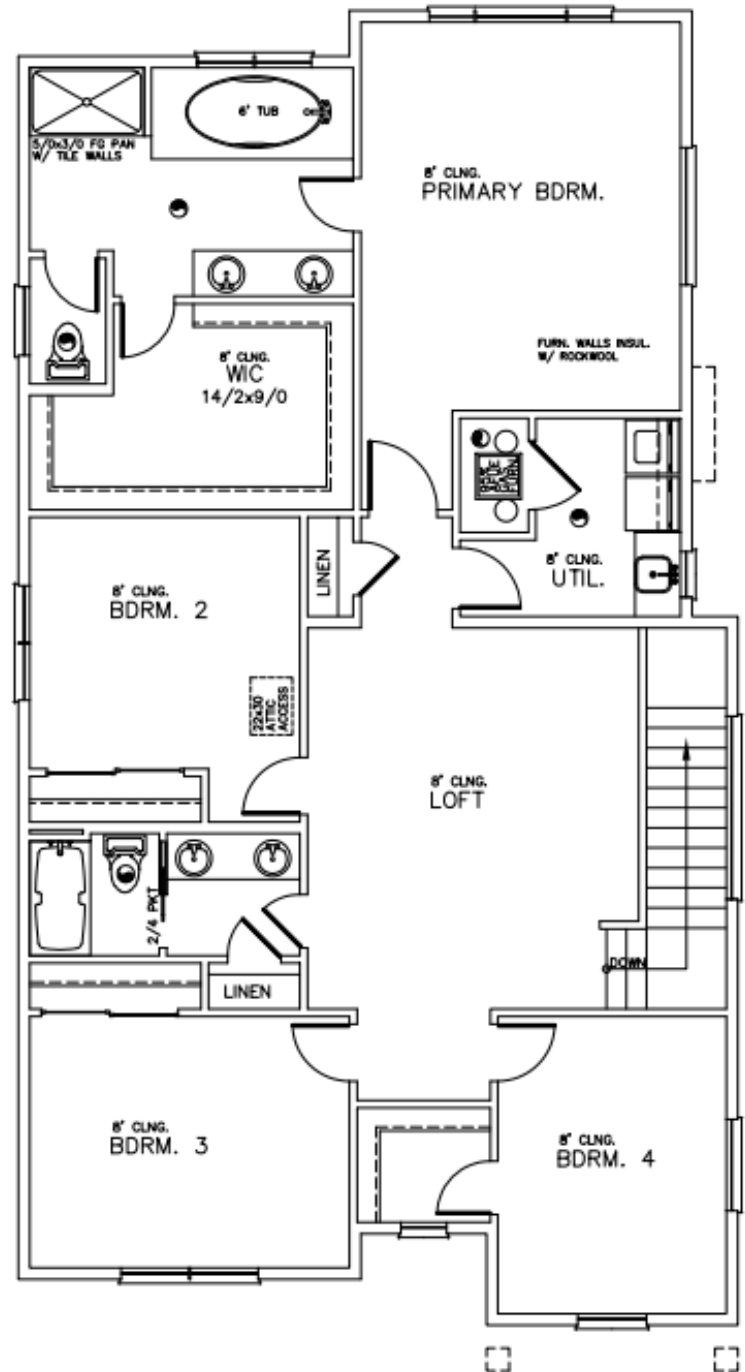 6' TUB
5/0x3/0 FG PAN
W/ TILE WALLS
8' CLNG.
PRIMARY BDRM.
FURN. WALLS INSUL.
W/ ROCKWOOL
8' CLNG.
WIC
14/2x9/0
LINEN
8' CLNG.
UTIL.
8' CLNG.
BDRM. 2
22x30
ATTIC
ACCESS
8' CLNG.
LOFT
2/4 PKT
DOWN
LINEN
8' CLNG.
BDRM. 3
8' CLNG.
BDRM. 4